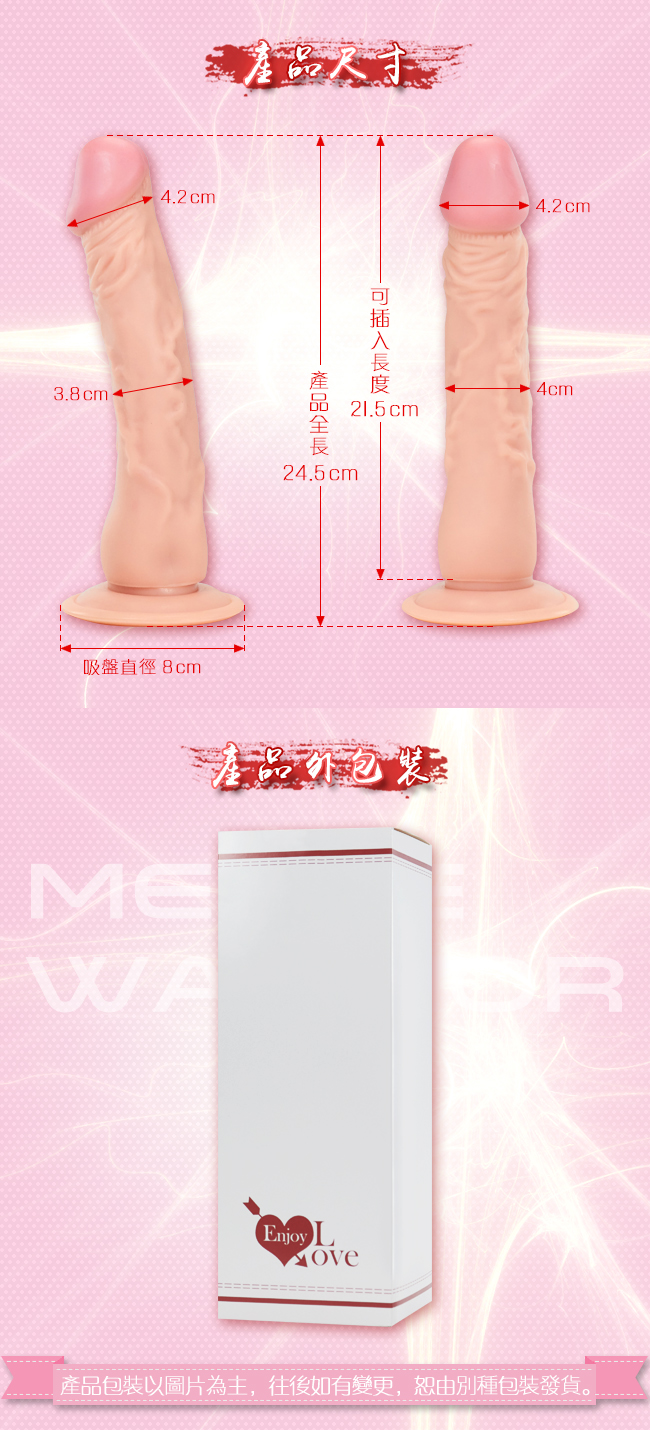 產品尺寸
4.2cm
4.2cm
可插入長度
21.5cm
3.8cm
4cm
產品全長
24.5cm
吸盤直徑 8cm
產品外包裝
Enjoy
Love
產品包裝以圖片為主，往後如有變更，恕由別種包裝發貨。